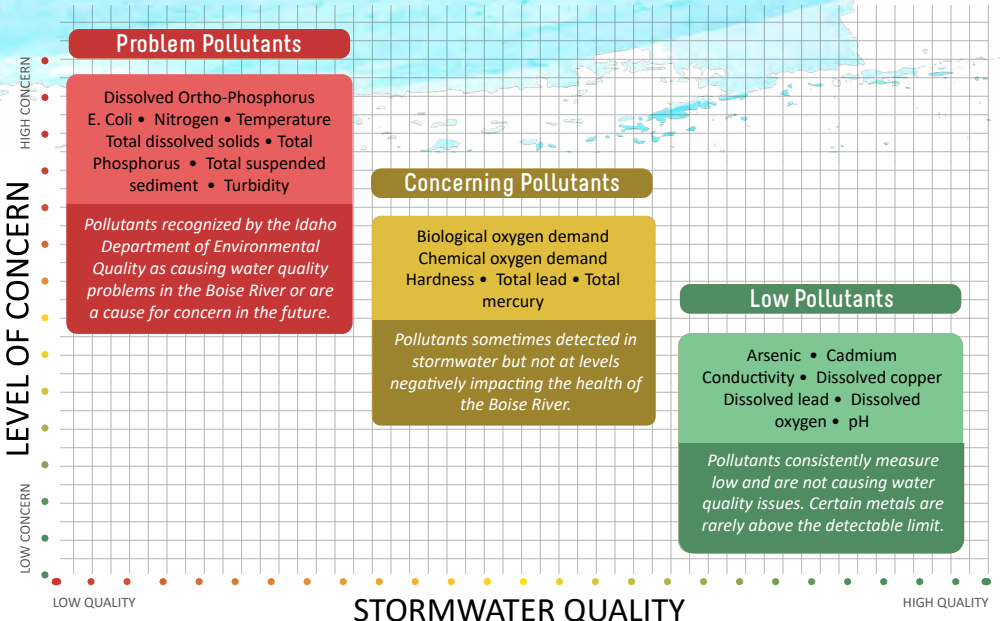 Problem Pollutants
Dissolved Ortho-Phosphorus
E. Coli • Nitrogen • Temperature
Total dissolved solids • Total
Phosphorus • Total suspended
sediment • Turbidity
Pollutants recognized by the Idaho
Department of Environmental
Quality as causing water quality
problems in the Boise River or are
a cause for concern in the future.
Concerning Pollutants
Biological oxygen demand
Chemical oxygen demand
Hardness • Total lead • Total
mercury
Pollutants sometimes detected in
stormwater but not at levels
negatively impacting the health of
the Boise River.
Low Pollutants
Arsenic • Cadmium
Conductivity • Dissolved copper
Dissolved lead • Dissolved
oxygen • pH
Pollutants consistently measure
low and are not causing water
quality issues. Certain metals are
rarely above the detectable limit.
HIGH CONCERN
LEVEL OF CONCERN
LOW CONCERN
LOW QUALITY
STORMWATER QUALITY
HIGH QUALITY